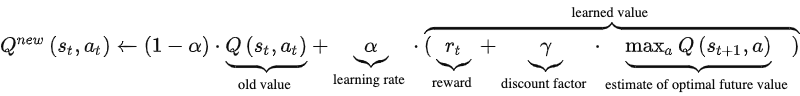 learned value
Q^{new} (s_t, a_t) ← (1 − α) · Q (s_t, a_t) + α · ( r_t + γ · max_a Q (s_{t+1}, a) )
old value learning rate reward discount factor estimate of optimal future value